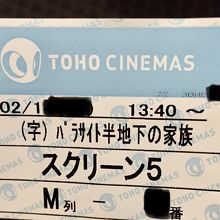 TOHO CINEMAS
02/1 13:40 ~
(字) パラサイト半地下の家族
スクリーン5
M列 - 番